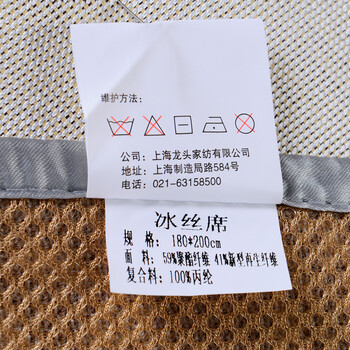 维护方法：
公司：上海龙头家纺有限公司
地址：上海制造局路584号
电话：021-63158500
冰丝席
规 格：180*200cm
面 料：59%聚酯纤维 41%新型再生纤维
复合料：100%丙纶